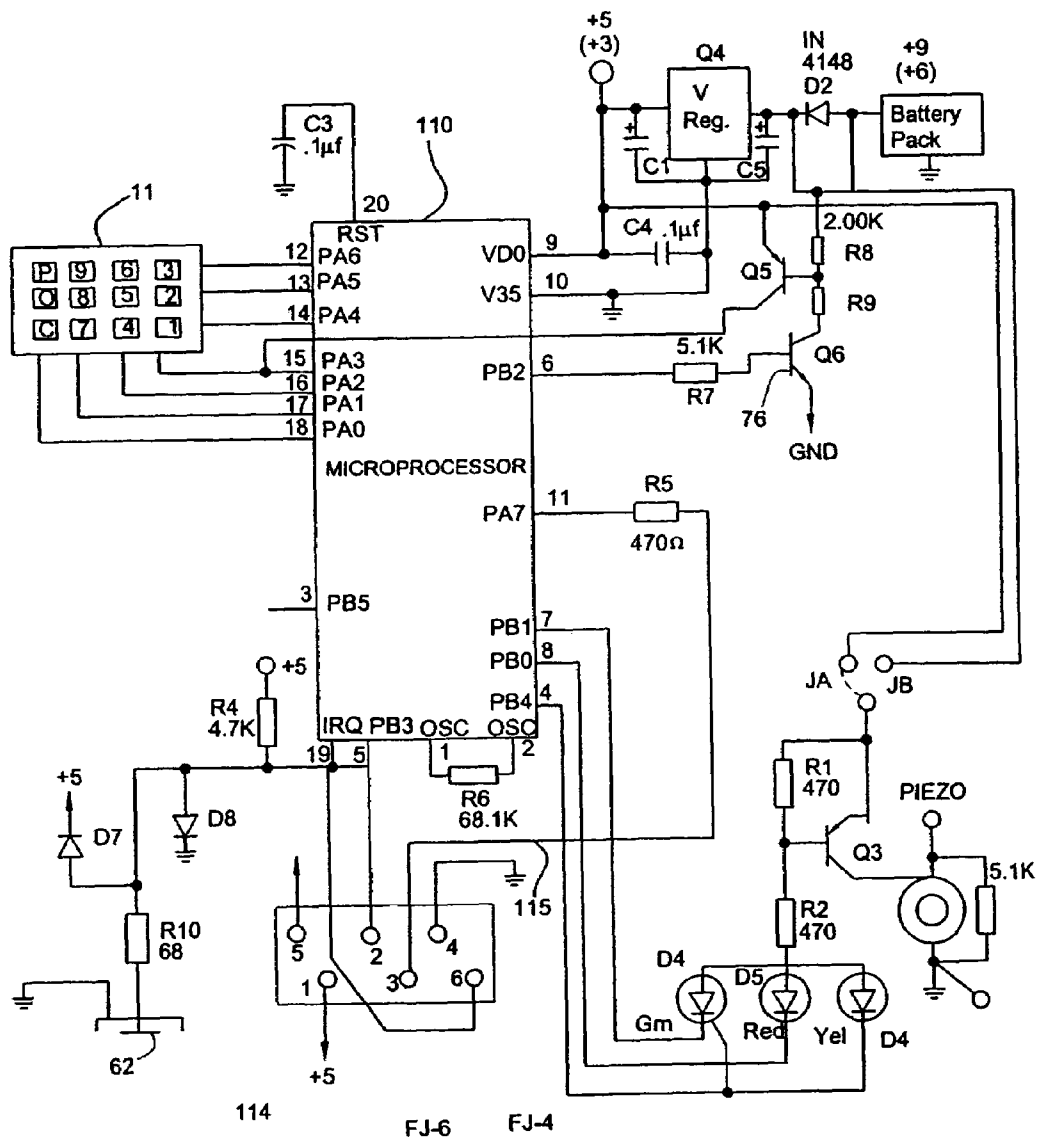 +5
(+3)
Q4
V
Reg.
IN
4148
D2
+9
(+6)
Battery
Pack
C1
C5
C3
.1µf
110
20
RST
11
P 9 6 3
O 8 5 2
C 7 4 1
12 PA6
13 PA5
14 PA4
15 PA3
16 PA2
17 PA1
18 PA0
VD0 9
V35 10
C4 .1µf
Q5
2.00K
R8
R9
Q6
5.1K
R7
PB2 6
76
GND
MICROPROCESSOR
PA7 11
R5
470Ω
3 PB5
PB1 7
PB0 8
PB4 4
+5
R4
4.7K
IRQ PB3 OSC OSC
19 5 1 2
R6
68.1K
JA JB
R1
470
PIEZO
Q3
5.1K
R2
470
+5
D7
D8
R10
68
115
5 2 4
1 3 6
+5
62
D4
D5
D4
Grn
Red
Yel
114
FJ-6
FJ-4